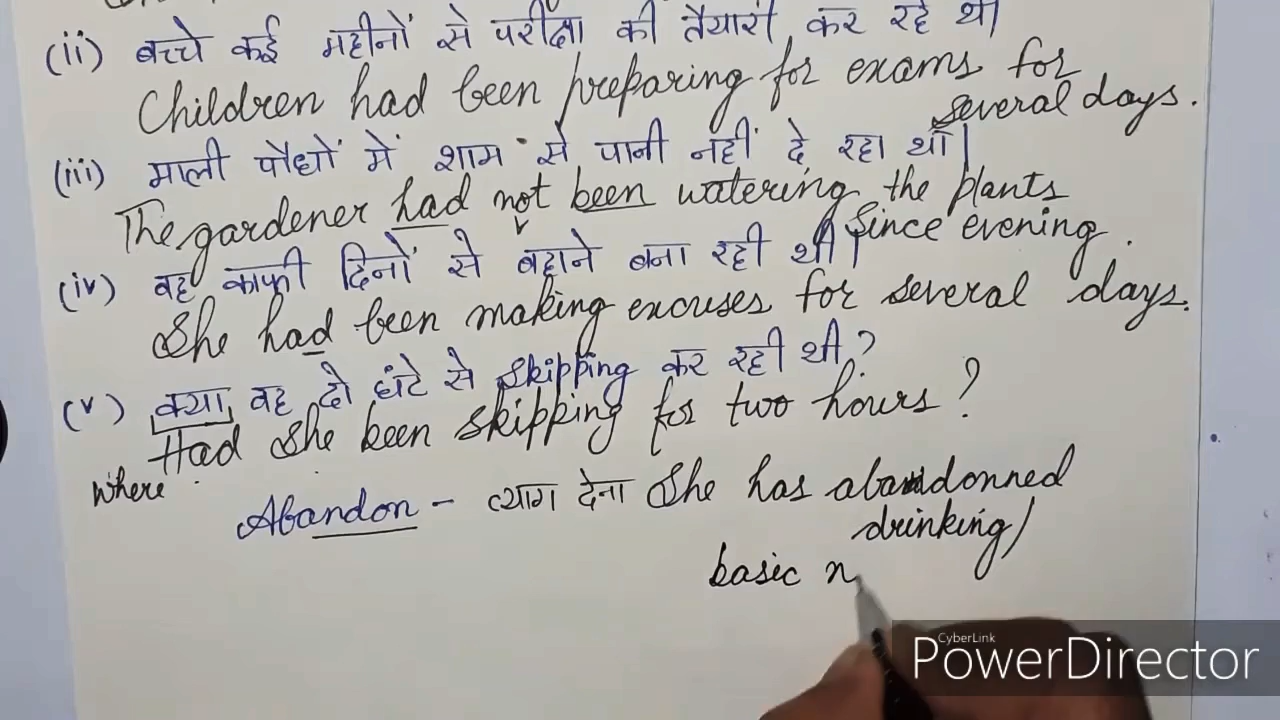 (ii) बच्चे कई महीनों से परीक्षा की तैयारी कर रहे थे।
Children had been preparing for exams for
several days.
(iii) माली पौधों में शाम से पानी नहीं दे रहा था।
The gardener had not been watering the plants
since evening.
(iv) वह काफी दिनों से बहाने बना रही थी।
She had been making excuses for several days.
(v) क्या वह दो घंटे से skipping कर रही थी?
Had she been skipping for two hours?
where
Abandon - त्याग देना She has abandonned
drinking/
basic n
CyberLink
PowerDirector